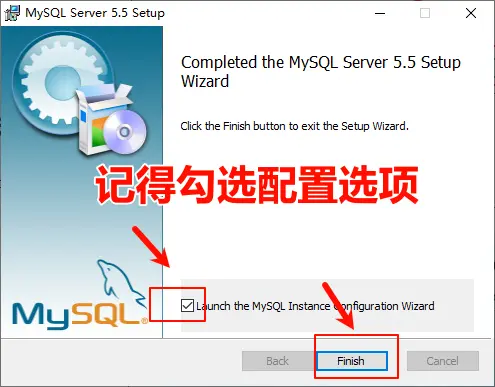 MySQL Server 5.5 Setup
Completed the MySQL Server 5.5 Setup
Wizard
Click the Finish button to exit the Setup Wizard.
记得勾选配置选项
MySQL®
Launch the MySQL Instance Configuration Wizard
Back
Finish
Cancel